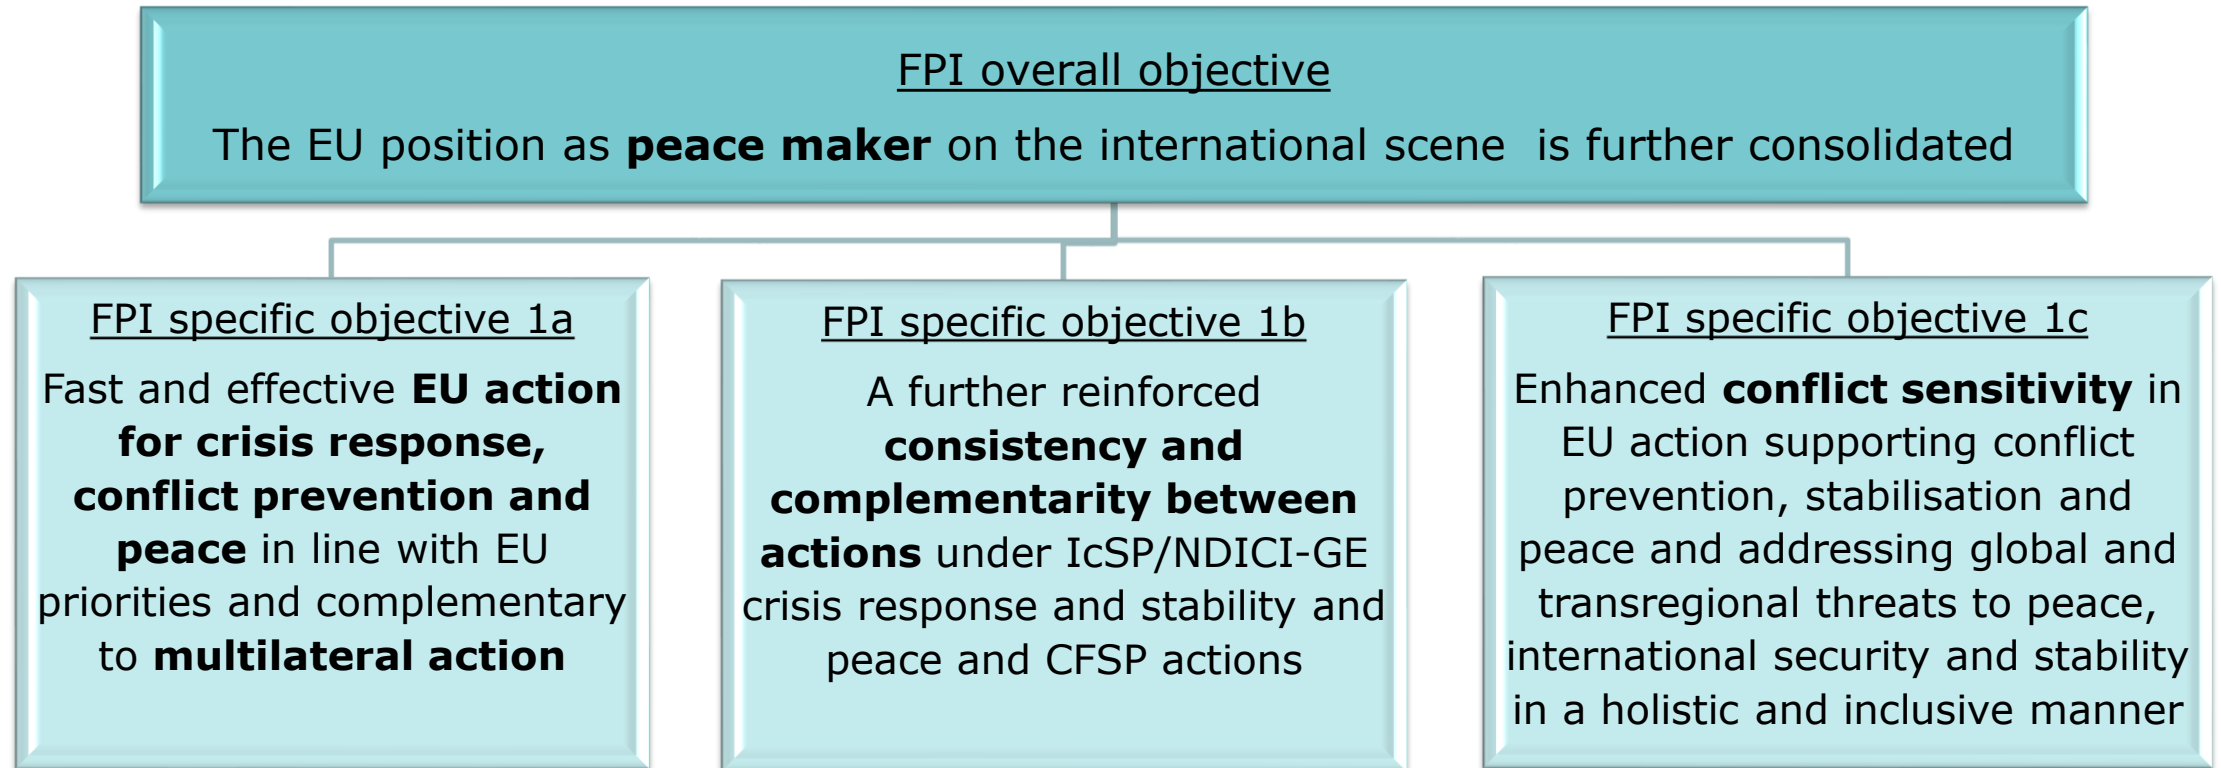 FPI overall objective
The EU position as peace maker on the international scene  is further consolidated
FPI specific objective 1a
Fast and effective EU action
for crisis response,
conflict prevention and
peace in line with EU
priorities and complementary
to multilateral action
FPI specific objective 1b
A further reinforced
consistency and
complementarity between
actions under IcSP/NDICI-GE
crisis response and stability and
peace and CFSP actions
FPI specific objective 1c
Enhanced conflict sensitivity in
EU action supporting conflict
prevention, stabilisation and
peace and addressing global and
transregional threats to peace,
international security and stability
in a holistic and inclusive manner